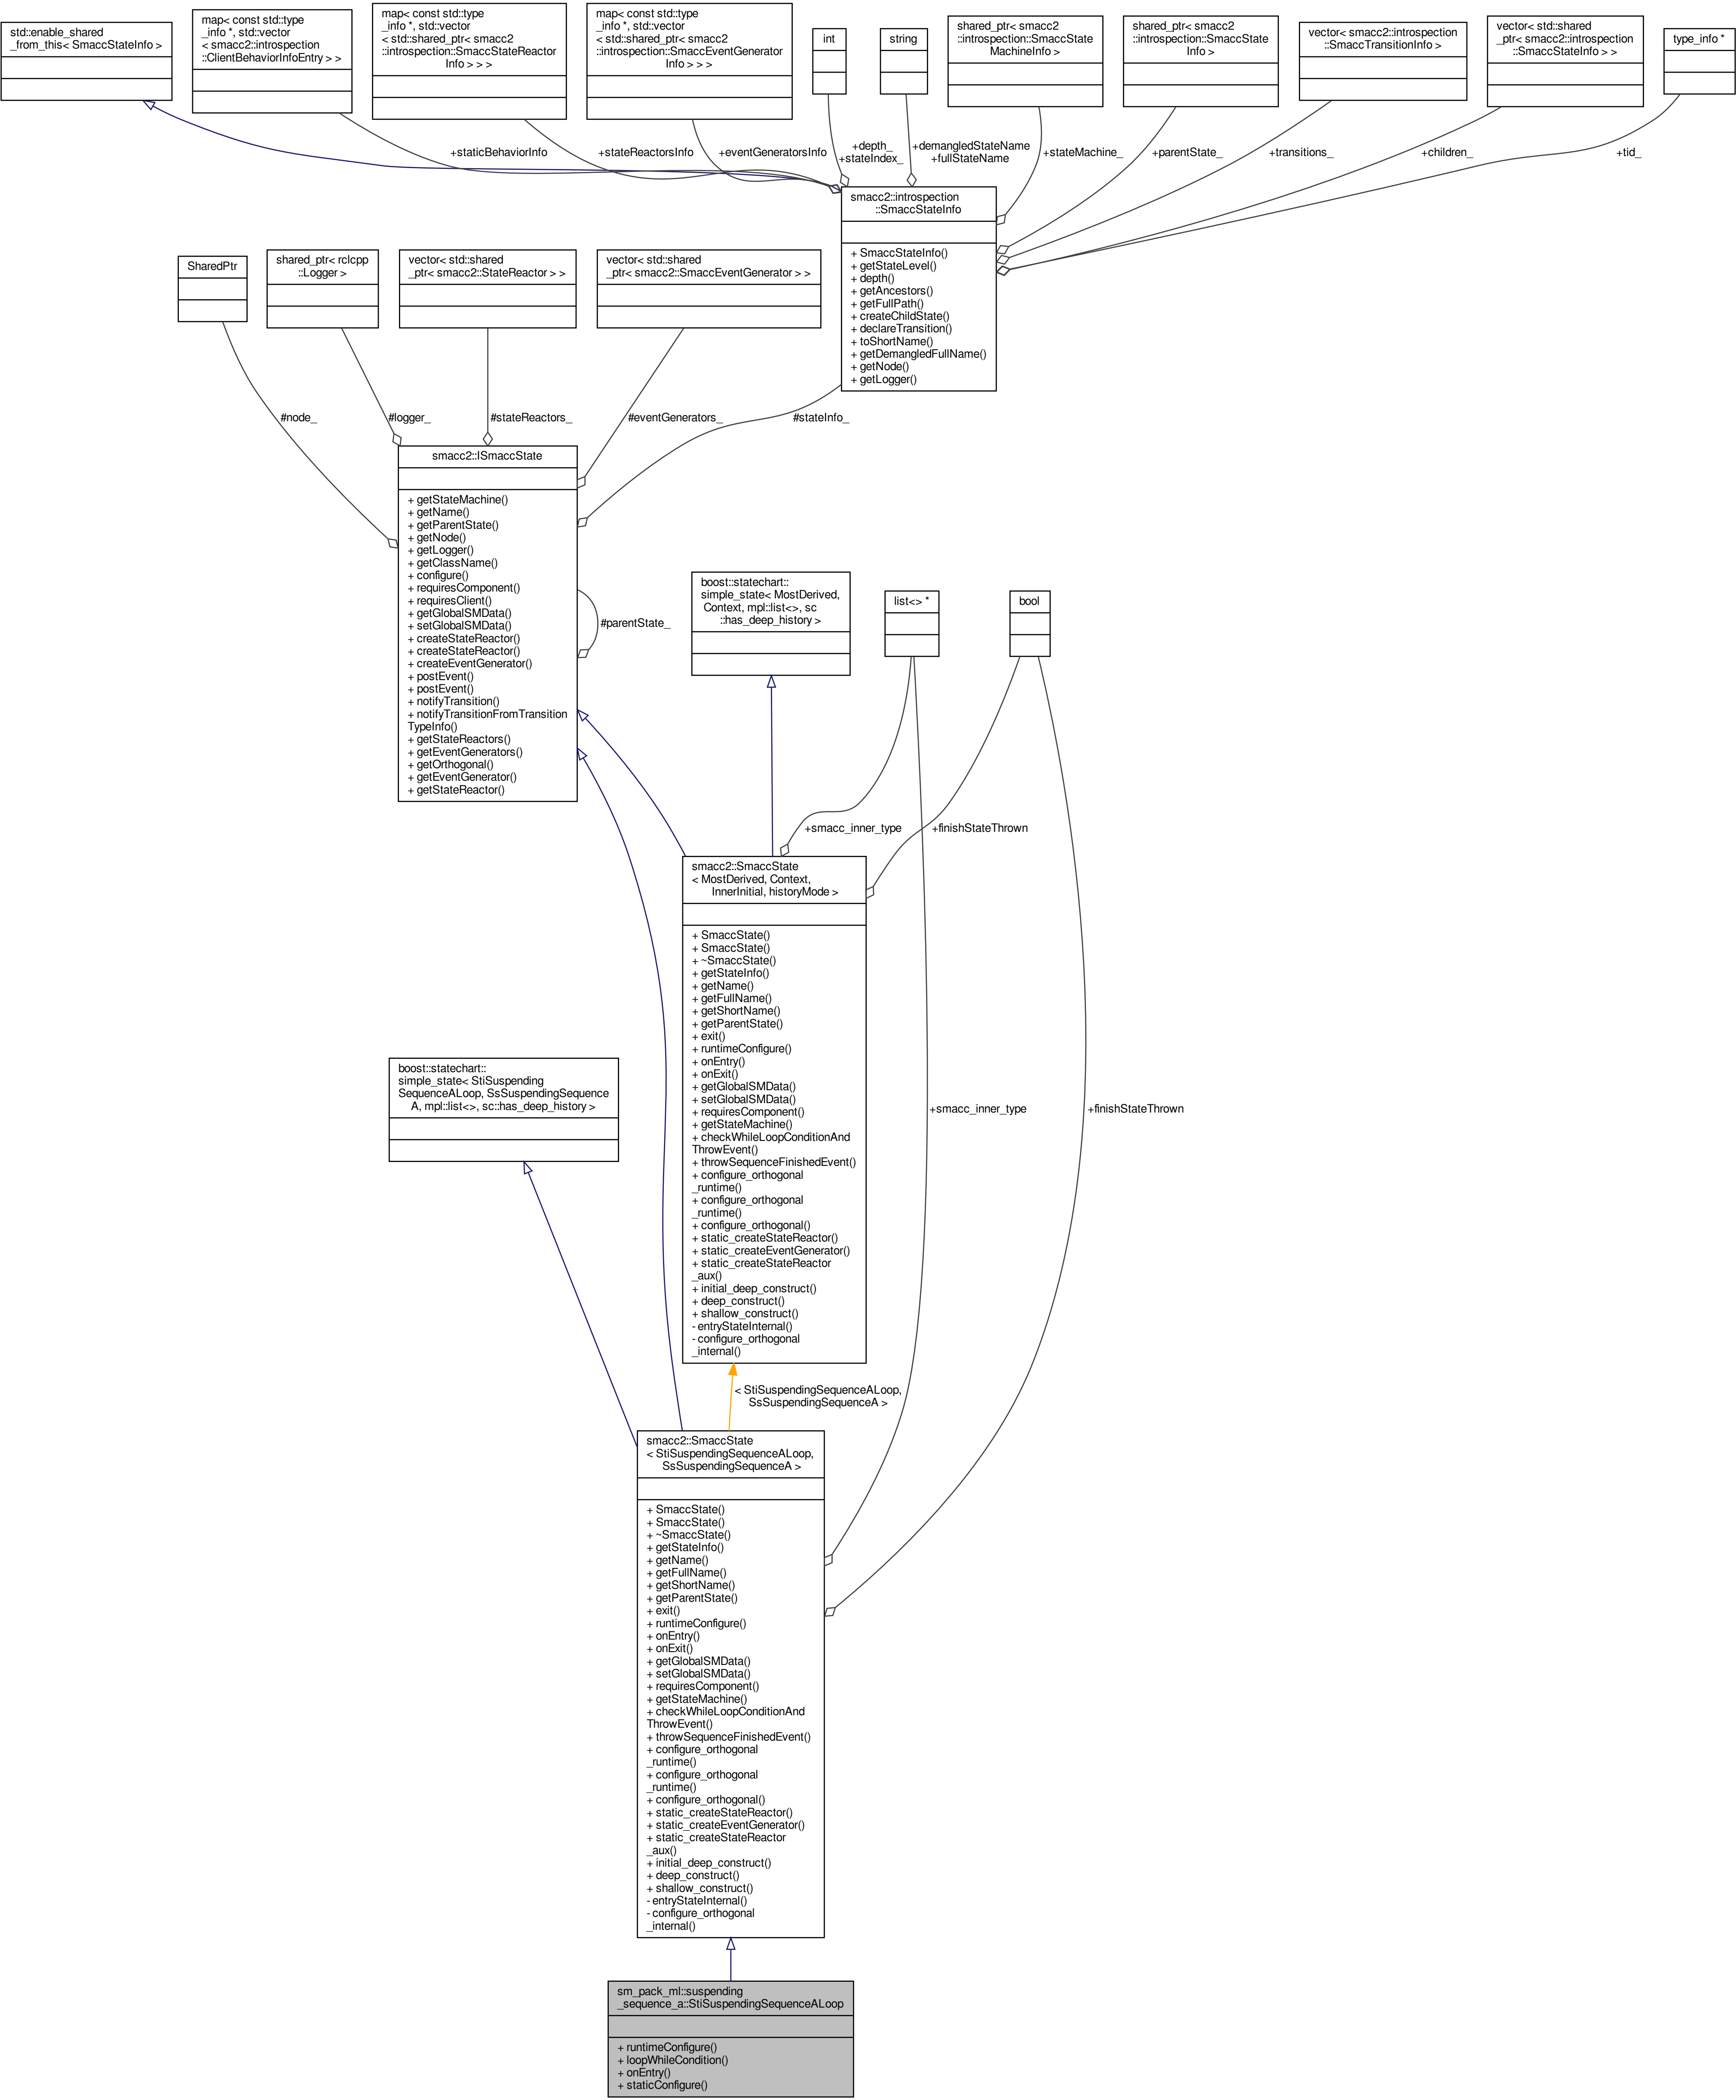 std::enable_shared
_from_this< SmaccStateInfo >
map< const std::type
_info *, std::vector
< smacc2::introspection
::ClientBehaviorInfoEntry > >
map< const std::type
_info *, std::vector
< std::shared_ptr< smacc2
::introspection::SmaccStateReactor
Info > > >
map< const std::type
_info *, std::vector
< std::shared_ptr< smacc2
::introspection::SmaccEventGenerator
Info > > >
int
string
shared_ptr< smacc2
::introspection::SmaccState
MachineInfo >
shared_ptr< smacc2
::introspection::SmaccState
Info >
vector< smacc2::introspection
::SmaccTransitionInfo >
vector< std::shared
_ptr< smacc2::introspection
::SmaccStateInfo > >
type_info *
+staticBehaviorInfo
+stateReactorsInfo
+eventGeneratorsInfo
+depth_
+stateIndex_
+demangledStateName
+fullStateName
+stateMachine_
+parentState_
+transitions_
+children_
+tid_
smacc2::introspection
::SmaccStateInfo
+ SmaccStateInfo()
+ getStateLevel()
+ depth()
+ getAncestors()
+ getFullPath()
+ createChildState()
+ declareTransition()
+ toShortName()
+ getDemangledFullName()
+ getNode()
+ getLogger()
SharedPtr
shared_ptr< rclcpp
::Logger >
vector< std::shared
_ptr< smacc2::StateReactor > >
vector< std::shared
_ptr< smacc2::SmaccEventGenerator > >
#node_
#logger_
#stateReactors_
#eventGenerators_
#stateInfo_
smacc2::ISmaccState
+ getStateMachine()
+ getName()
+ getParentState()
+ getNode()
+ getLogger()
+ getClassName()
+ configure()
+ requiresComponent()
+ requiresClient()
+ getGlobalSMData()
+ setGlobalSMData()
+ createStateReactor()
+ createStateReactor()
+ createEventGenerator()
+ postEvent()
+ postEvent()
+ notifyTransition()
+ notifyTransitionFromTransition
TypeInfo()
+ getStateReactors()
+ getEventGenerators()
+ getOrthogonal()
+ getEventGenerator()
+ getStateReactor()
#parentState_
boost::statechart::
simple_state< MostDerived,
Context, mpl::list<>, sc
::has_deep_history >
list<> *
bool
+smacc_inner_type
+finishStateThrown
smacc2::SmaccState
< MostDerived, Context,
InnerInitial, historyMode >
+ SmaccState()
+ SmaccState()
+ ~SmaccState()
+ getStateInfo()
+ getName()
+ getFullName()
+ getShortName()
+ getParentState()
+ exit()
+ runtimeConfigure()
+ onEntry()
+ onExit()
+ getGlobalSMData()
+ setGlobalSMData()
+ requiresComponent()
+ getStateMachine()
+ checkWhileLoopConditionAnd
ThrowEvent()
+ throwSequenceFinishedEvent()
+ configure_orthogonal
_runtime()
+ configure_orthogonal
_runtime()
+ configure_orthogonal()
+ static_createStateReactor()
+ static_createEventGenerator()
+ static_createStateReactor
_aux()
+ initial_deep_construct()
+ deep_construct()
+ shallow_construct()
- entryStateInternal()
- configure_orthogonal
_internal()
boost::statechart::
simple_state< StiSuspending
SequenceALoop, SsSuspendingSequence
A, mpl::list<>, sc::has_deep_history >
+smacc_inner_type
+finishStateThrown
< StiSuspendingSequenceALoop,
SsSuspendingSequenceA >
smacc2::SmaccState
< StiSuspendingSequenceALoop,
SsSuspendingSequenceA >
+ SmaccState()
+ SmaccState()
+ ~SmaccState()
+ getStateInfo()
+ getName()
+ getFullName()
+ getShortName()
+ getParentState()
+ exit()
+ runtimeConfigure()
+ onEntry()
+ onExit()
+ getGlobalSMData()
+ setGlobalSMData()
+ requiresComponent()
+ getStateMachine()
+ checkWhileLoopConditionAnd
ThrowEvent()
+ throwSequenceFinishedEvent()
+ configure_orthogonal
_runtime()
+ configure_orthogonal
_runtime()
+ configure_orthogonal()
+ static_createStateReactor()
+ static_createEventGenerator()
+ static_createStateReactor
_aux()
+ initial_deep_construct()
+ deep_construct()
+ shallow_construct()
- entryStateInternal()
- configure_orthogonal
_internal()
sm_pack_ml::suspending
_sequence_a::StiSuspendingSequenceALoop
+ runtimeConfigure()
+ loopWhileCondition()
+ onEntry()
+ staticConfigure()